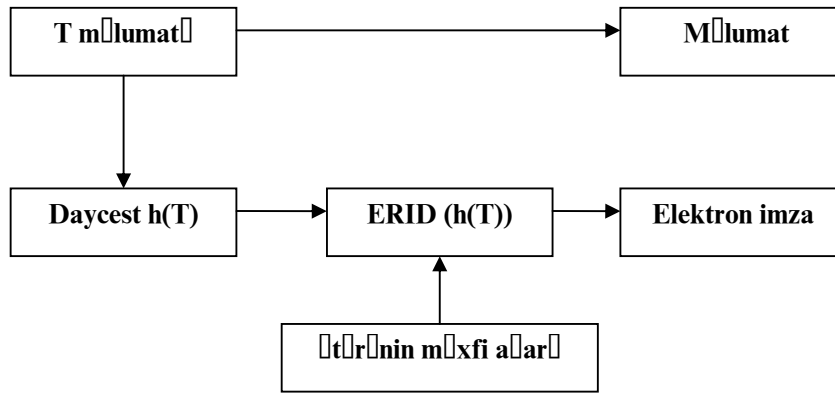 T m▯lumat▯
M▯lumat
Daycest h(T)
ERID (h(T))
Elektron imza
▯t▯r▯nin m▯xfi a▯ar▯